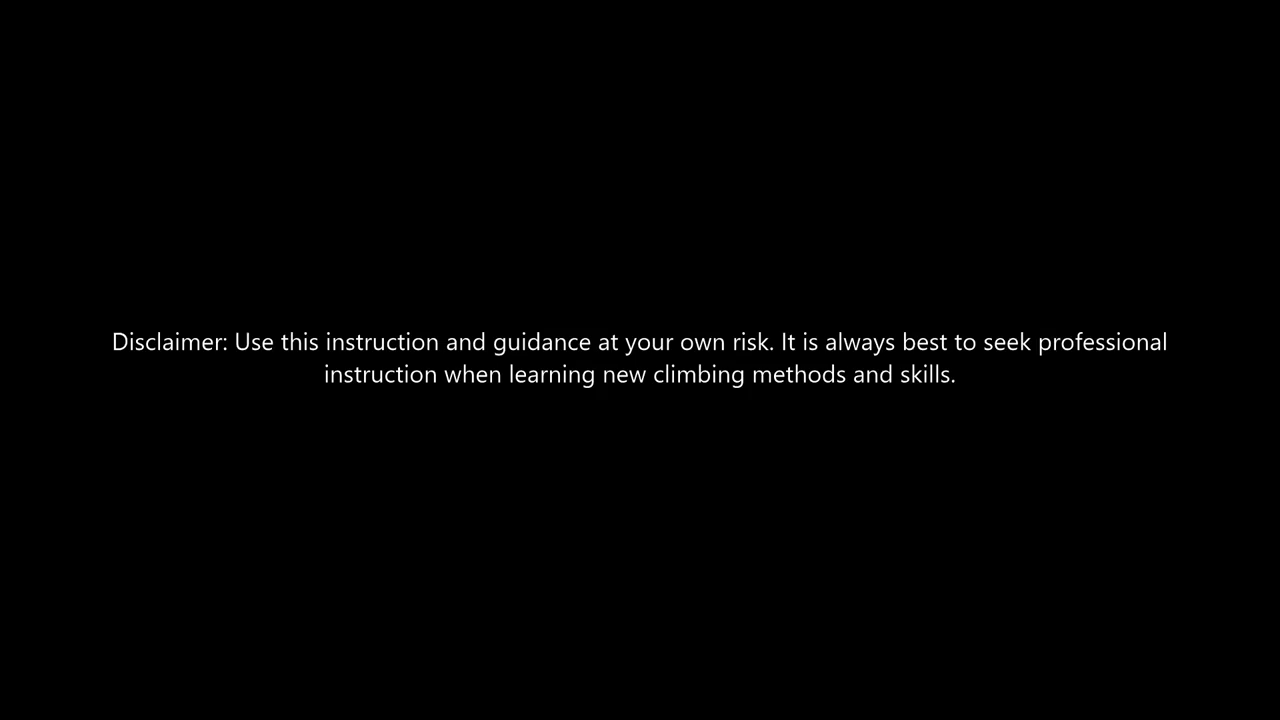 Disclaimer: Use this instruction and guidance at your own risk. It is always best to seek professional
instruction when learning new climbing methods and skills.